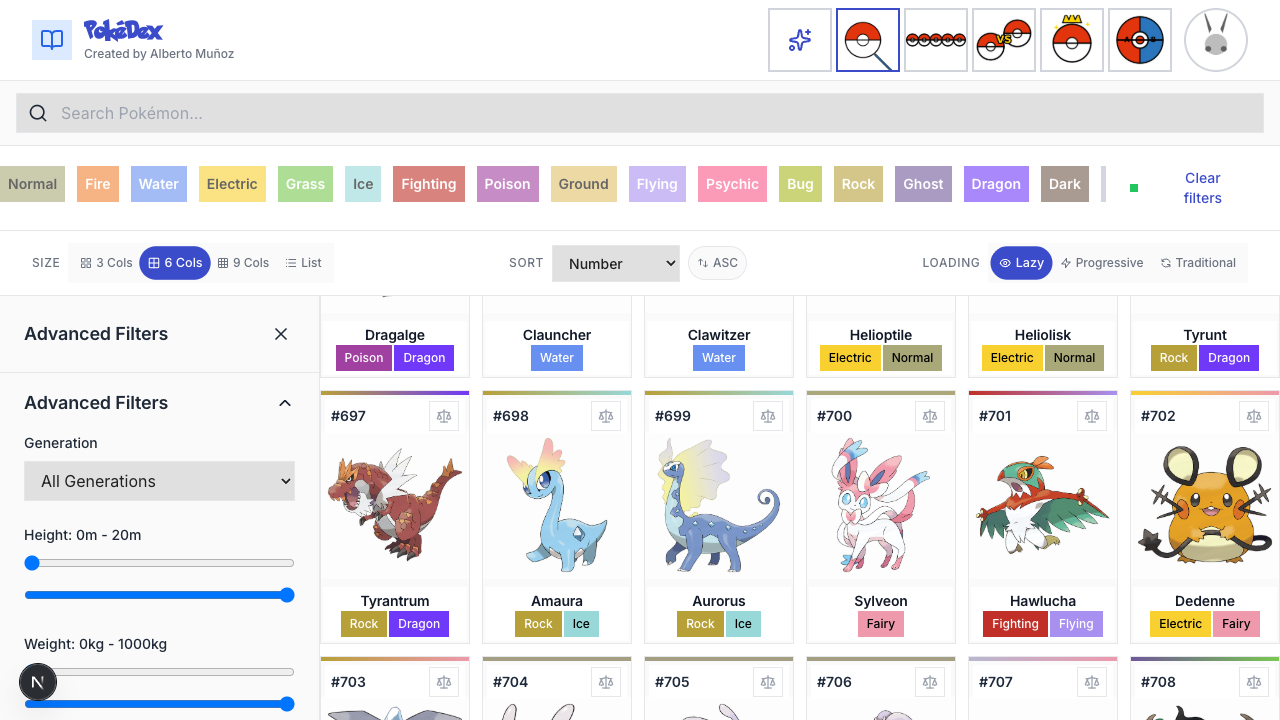 PokéDex
Created by Alberto Muñoz
VS
A B
Search Pokémon...
Normal Fire Water Electric Grass Ice Fighting Poison Ground Flying Psychic Bug Rock Ghost Dragon Dark
Clear
filters
SIZE 3 Cols 6 Cols 9 Cols List SORT Number ASC LOADING Lazy Progressive Traditional
Advanced Filters
Advanced Filters
Generation
All Generations
Height: 0m - 20m
Weight: 0kg - 1000kg
N
Dragalge Clauncher Clawitzer Helioptile Heliolisk Tyrunt
Poison Dragon Water Water Electric Normal Electric Normal Rock Dragon
#697 #698 #699 #700 #701 #702
Tyrantrum Amaura Aurorus Sylveon Hawlucha Dedenne
Rock Dragon Rock Ice Rock Ice Fairy Fighting Flying Electric Fairy
#703 #704 #705 #706 #707 #708